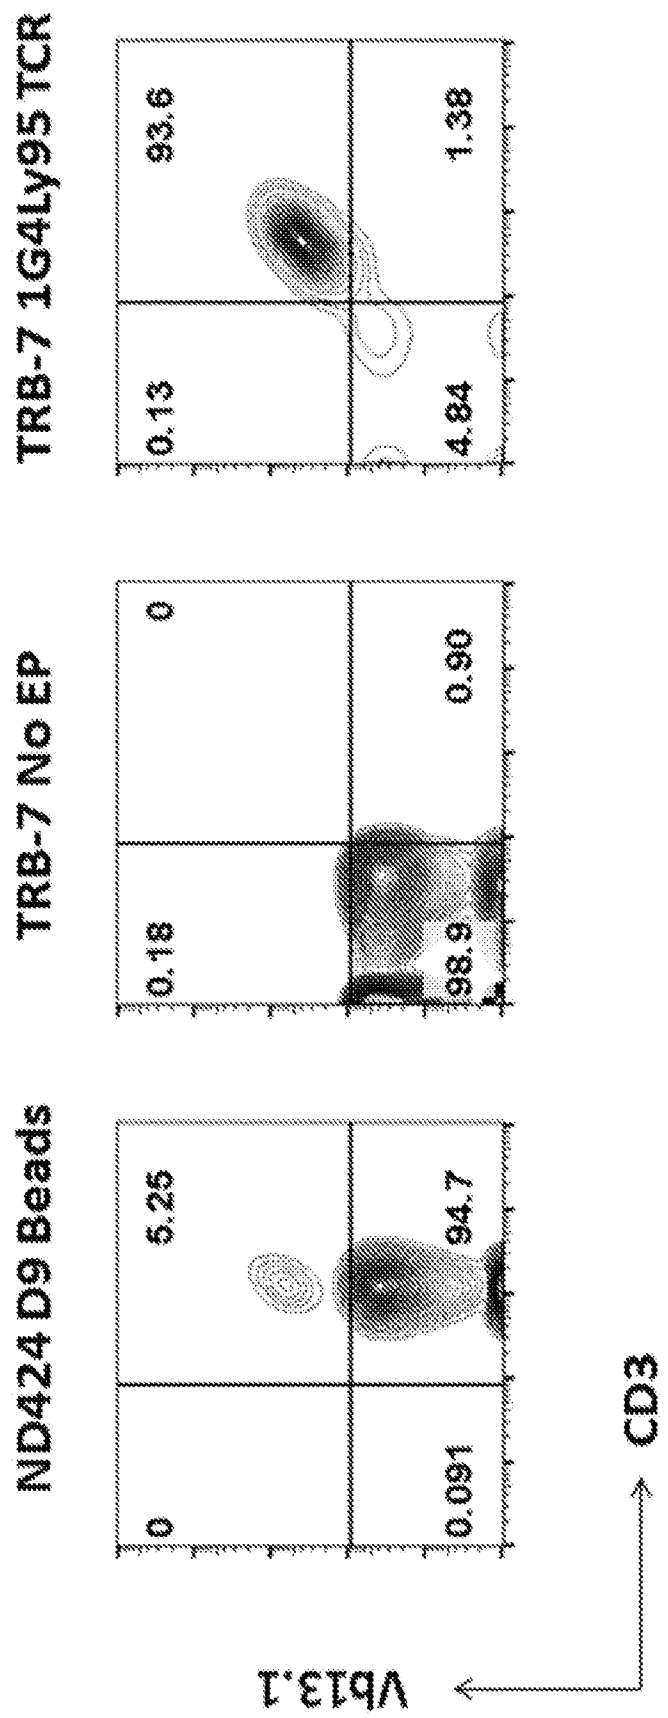 ND424 D9 Beads
0
5.25
0.091
94.7
TRB-7 No EP
0.18
0
98.9
0.90
TRB-7 1G4Ly95 TCR
0.13
93.6
4.84
1.38
Vb13.1
CD3